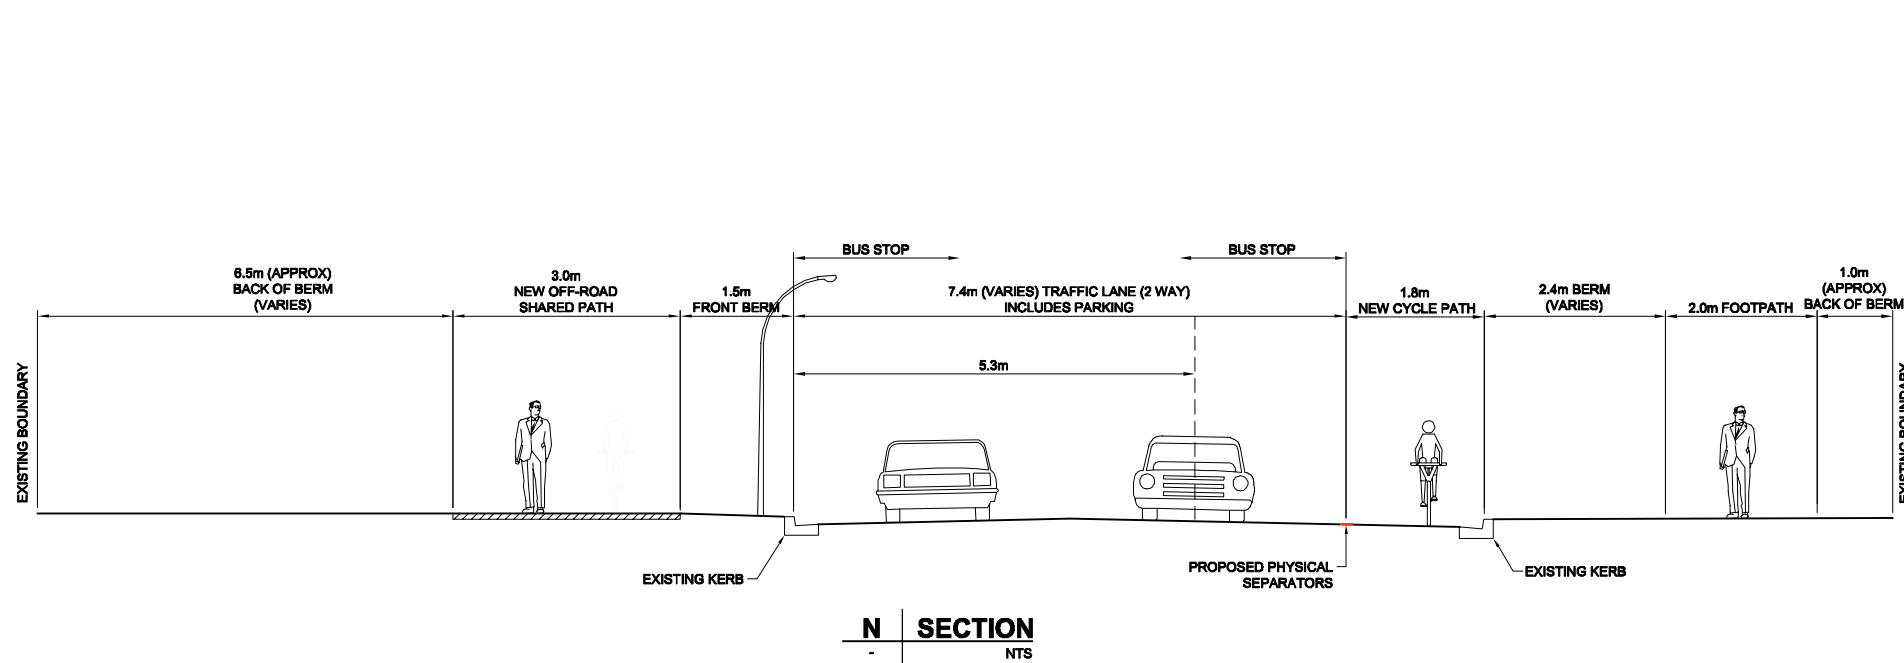 BUS STOP
BUS STOP
6.5m (APPROX)
BACK OF BERM
(VARIES)
3.0m
NEW OFF-ROAD
SHARED PATH
1.5m
FRONT BERM
7.4m (VARIES) TRAFFIC LANE (2 WAY)
INCLUDES PARKING
1.8m
NEW CYCLE PATH
2.4m BERM
(VARIES)
2.0m FOOTPATH
1.0m
(APPROX)
BACK OF BERM
5.3m
EXISTING BOUNDARY
EXISTING BOUNDARY
EXISTING KERB
PROPOSED PHYSICAL
SEPARATORS
EXISTING KERB
N SECTION
- NTS